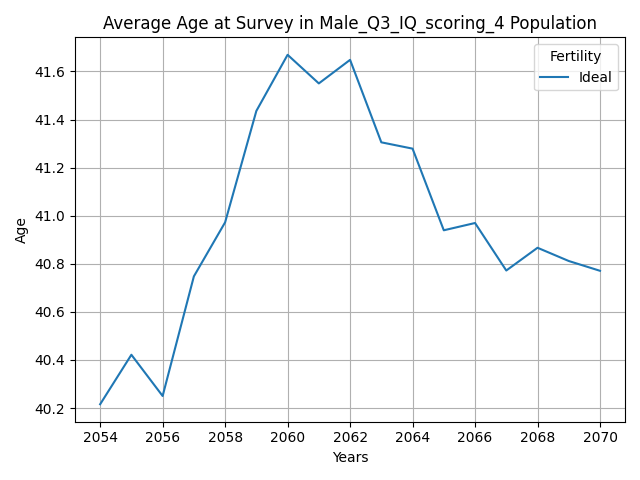 Average Age at Survey in Male_Q3_IQ_scoring_4 Population
Fertility
Ideal
41.6
41.4
41.2
41.0
40.8
40.6
40.4
40.2
Age
2054 2056 2058 2060 2062 2064 2066 2068 2070
Years